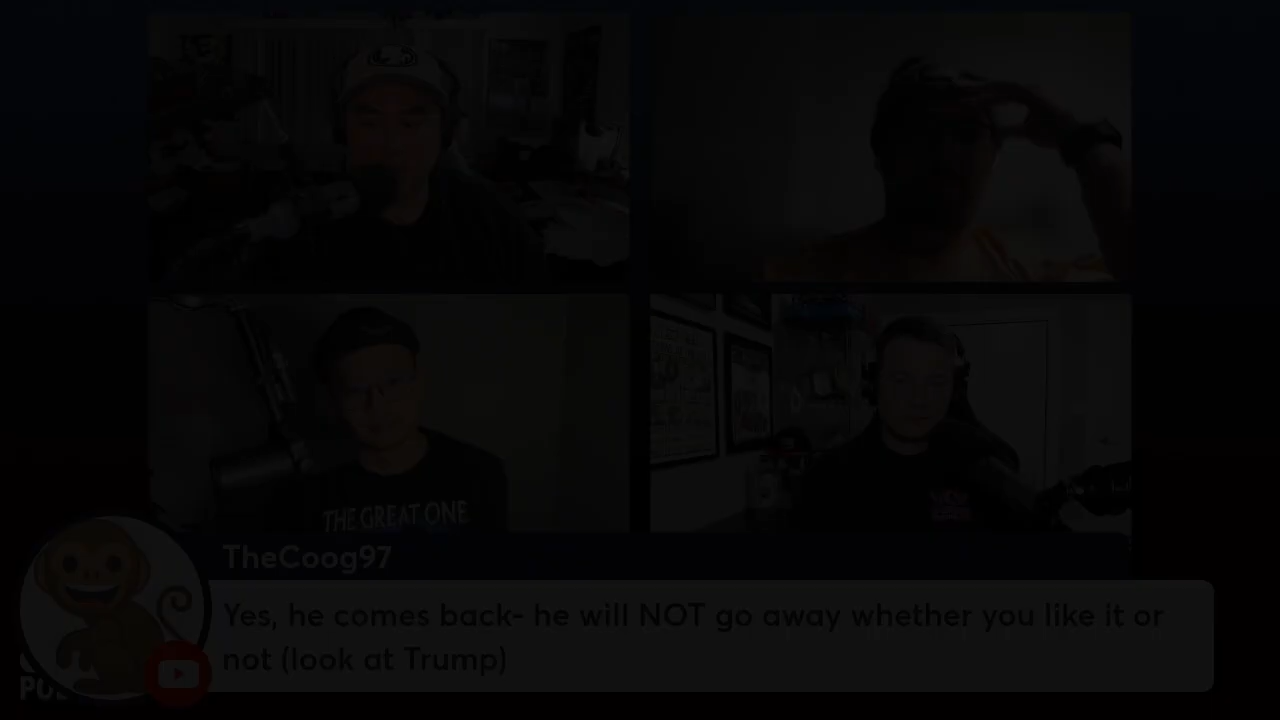 THE GREAT ONE
TheCoog97
Yes, he comes back- he will NOT go away whether you like it or
not (look at Trump)